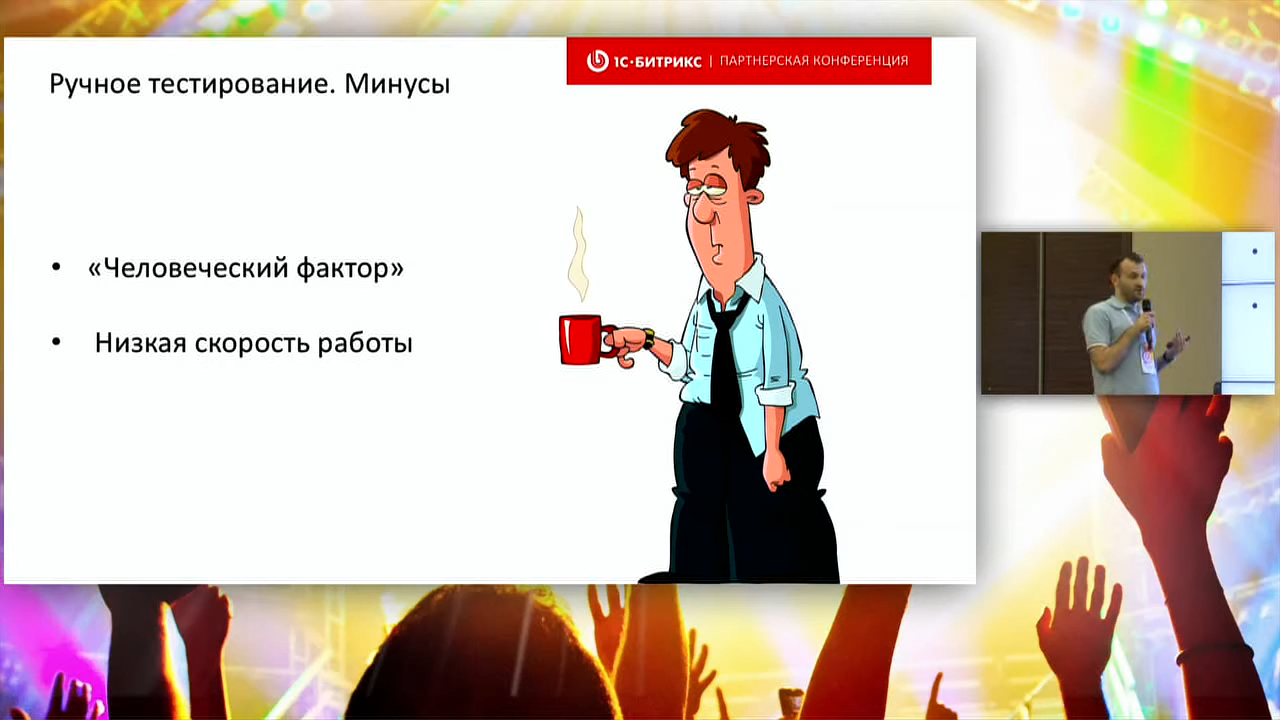 Ручное тестирование. Минусы
1С·БИТРИКС | ПАРТНЕРСКАЯ КОНФЕРЕНЦИЯ
• «Человеческий фактор»
• Низкая скорость работы